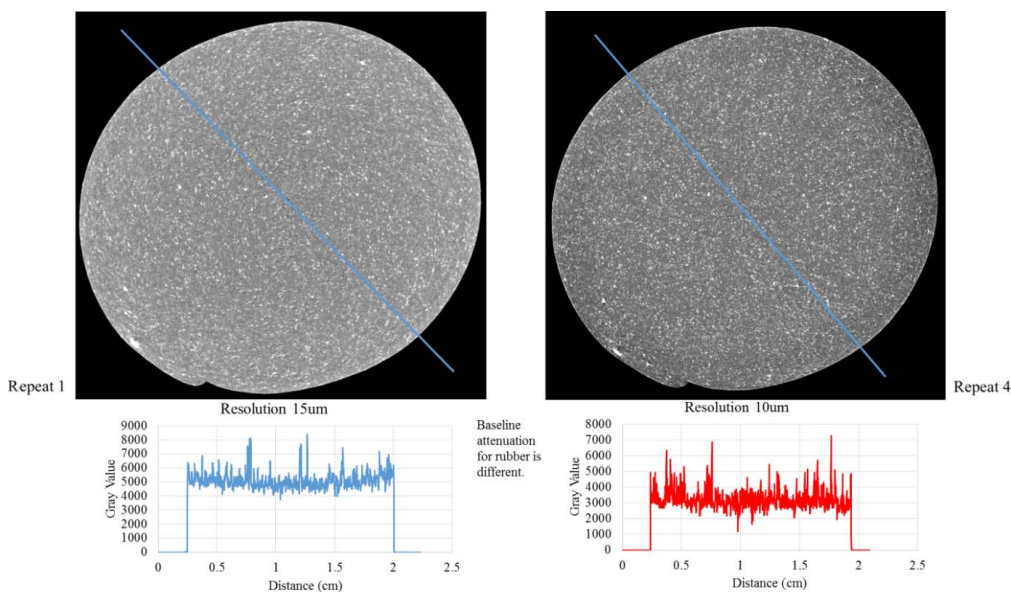 Repeat 1
Repeat 4
Resolution 15um
Resolution 10um
Baseline
attenuation
for rubber is
different.
9000
8000
7000
6000
5000
4000
3000
2000
1000
0
Gray Value
0 0.5 1 1.5 2 2.5
Distance (cm)
8000
7000
6000
5000
4000
3000
2000
1000
0
Gray Value
0 0.5 1 1.5 2 2.5
Distance (cm)